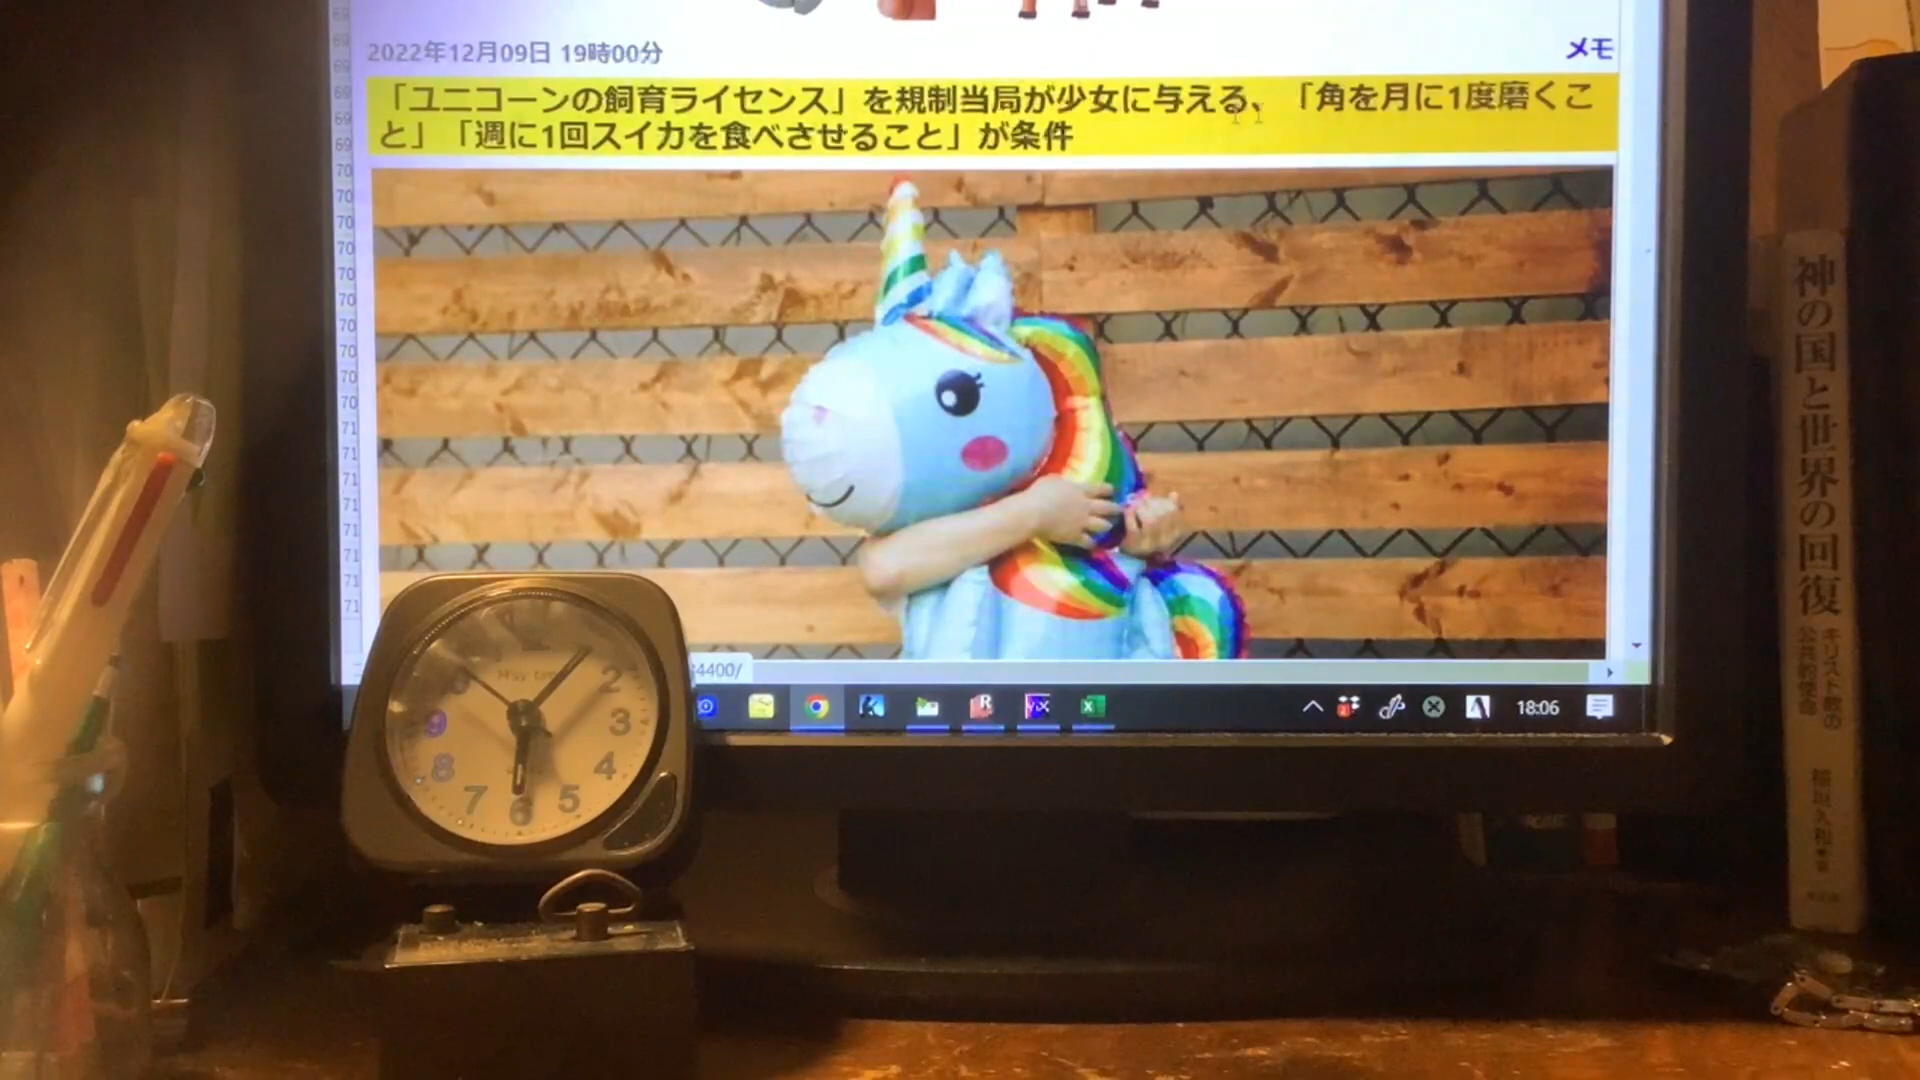 2022年12月09日 19時00分
メモ
「ユニコーンの飼育ライセンス」を規制当局が少女に与える、「角を月に1度磨くこ
と」「週に1回スイカを食べさせること」が条件
4400/
18:06
2
3
4
5
6
7
8
9
神の国と世界の回復
キリスト教の
公共的使命
稲垣久和